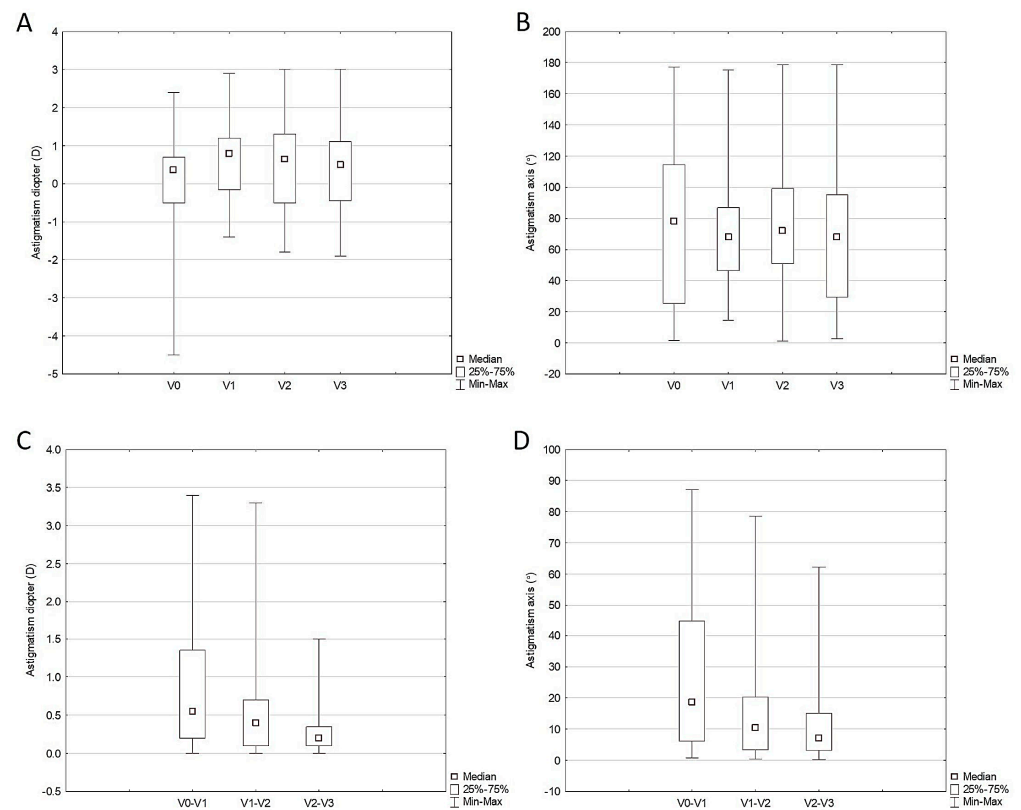 A
4
3
2
1
0
-1
-2
-3
-4
-5
Astigmatism diopter (D)
V0 V1 V2 V3
Median
25%-75%
Min-Max
B
200
180
160
140
120
100
80
60
40
20
0
-20
Astigmatism axis (°)
V0 V1 V2 V3
Median
25%-75%
Min-Max
C
4.0
3.5
3.0
2.5
2.0
1.5
1.0
0.5
0.0
-0.5
Astigmatism diopter (D)
V0-V1 V1-V2 V2-V3
Median
25%-75%
Min-Max
D
100
90
80
70
60
50
40
30
20
10
0
-10
Astigmatism axis (°)
V0-V1 V1-V2 V2-V3
Median
25%-75%
Min-Max